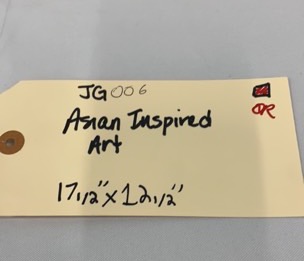 JG006
OR
Asian Inspired
Art
17 1/2" x 12 1/2"